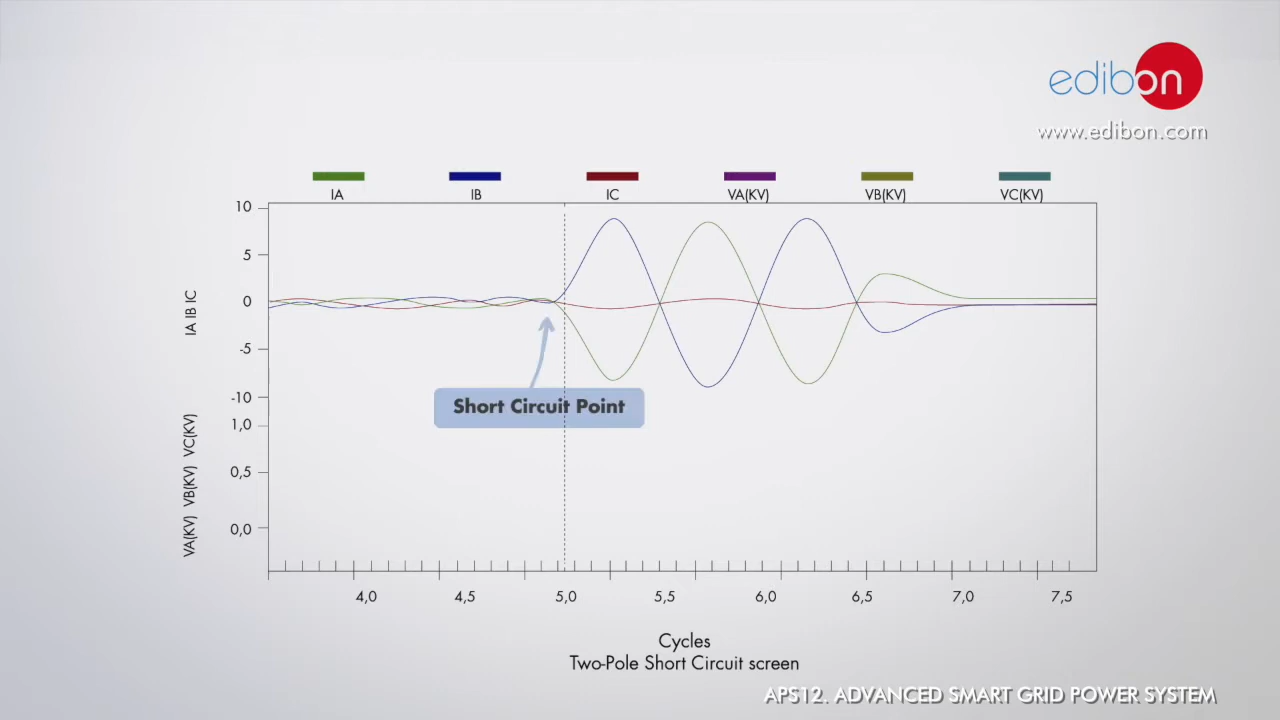 edibon
www.edibon.com
IA IB IC VA(KV) VB(KV) VC(KV)
10
5
0
-5
-10
1,0
0,5
0,0
IA IB IC
VA(KV) VB(KV) VC(KV)
Short Circuit Point
4,0 4,5 5,0 5,5 6,0 6,5 7,0 7,5
Cycles
Two-Pole Short Circuit screen
APS12. ADVANCED SMART GRID POWER SYSTEM